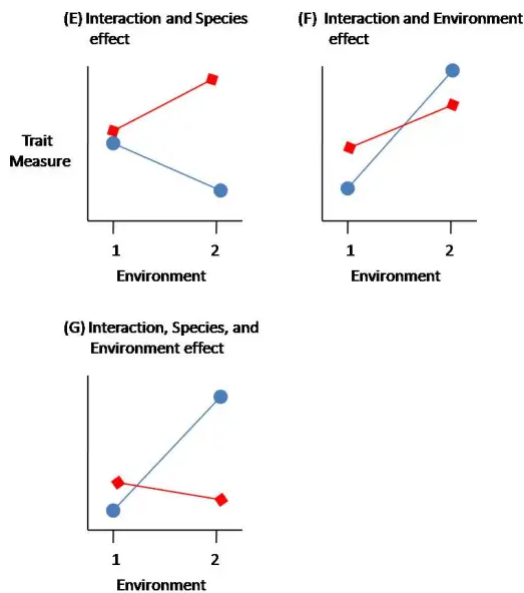 (E) Interaction and Species
effect
(F) Interaction and Environment
effect
Trait
Measure
1
2
Environment
1
2
Environment
(G) Interaction, Species, and
Environment effect
1
2
Environment